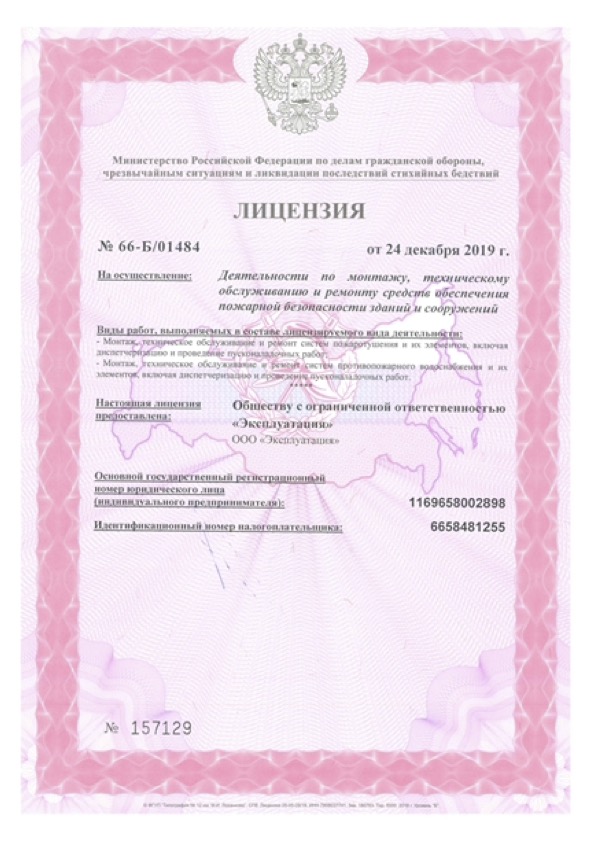 Министерство Российской Федерации по делам гражданской обороны,
чрезвычайным ситуациям и ликвидации последствий стихийных бедствий
ЛИЦЕНЗИЯ
№ 66-Б/01484 от 24 декабря 2019 г.
На осуществление: Деятельности по монтажу, техническому
обслуживанию и ремонту средств обеспечения
пожарной безопасности зданий и сооружений
Виды работ, выполняемых в составе лицензируемого вида деятельности:
- Монтаж, техническое обслуживание и ремонт систем пожаротушения и их элементов, включая
диспетчеризацию и проведение пусконаладочных работ.
- Монтаж, техническое обслуживание и ремонт систем противопожарного водоснабжения и их
элементов, включая диспетчеризацию и проведение пусконаладочных работ.
*****
Настоящая лицензия
предоставлена: Обществу с ограниченной ответственностью
«Эксплуатация»
ООО «Эксплуатация»
Основной государственный регистрационный
номер юридического лица
(индивидуального предпринимателя): 1169658002898
Идентификационный номер налогоплательщика: 6658481255
№ 157129